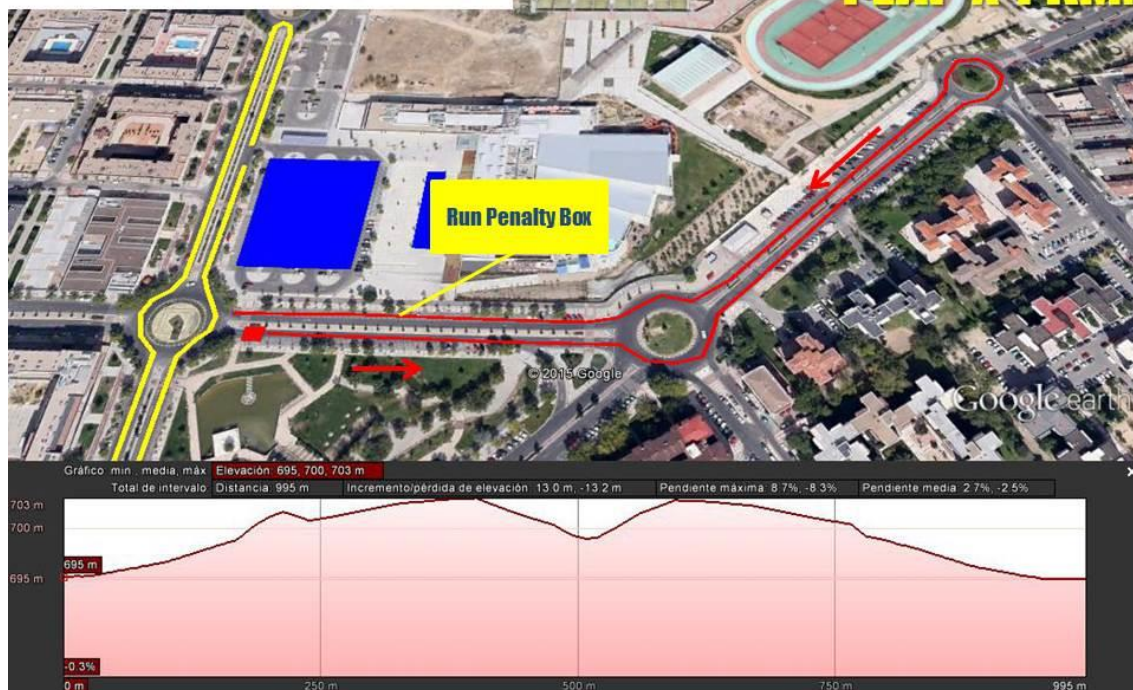 Run Penalty Box
© 2015 Google
Google earth
Gráfico: min., media, máx Elevación: 695, 700, 703 m
Total de intervalo: Distancia: 995 m Incremento/pérdida de elevación: 13.0 m, -13.2 m Pendiente máxima: 8.7%, -8.3% Pendiente media: 2.7%, -2.5%
703 m
700 m
695 m
695 m
-0.3%
0 m 250 m 500 m 750 m 995 m